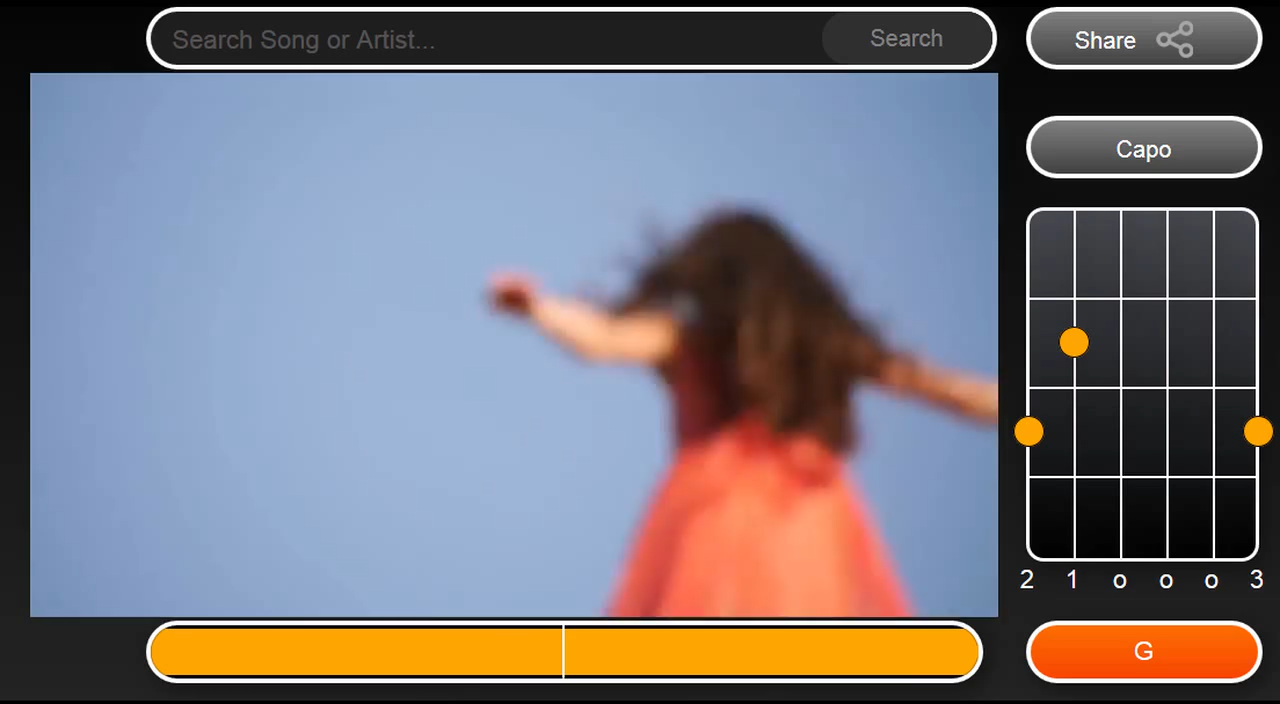 Search Song or Artist...
Search
Share
Capo
2 1 o o o 3
G